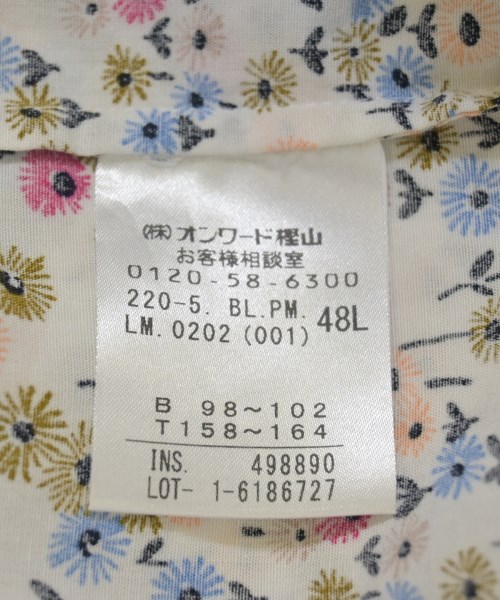 (株)オンワード樫山
お客様相談室
0120-58-6300
220-5. BL.PM. 48L
LM. 0202 (001)
B 98～102
T 158～164
INS. 498890
LOT- 1-6186727